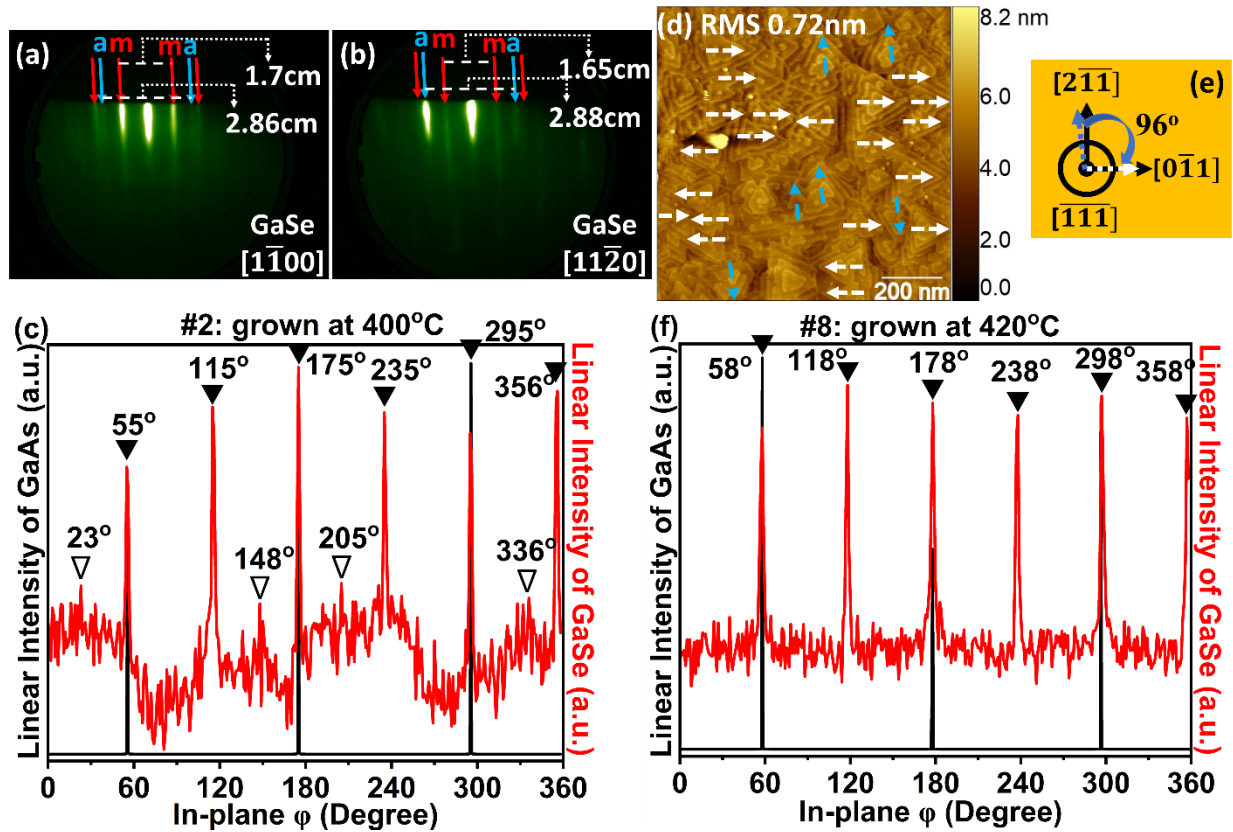 (a)
a m m a
1.7cm
2.86cm
GaSe
[11̅00]
(b)
a m m a
1.65cm
2.88cm
GaSe
[112̅0]
(d) RMS 0.72nm
200 nm
8.2 nm
6.0
4.0
2.0
0.0
(e)
[21̅1̅]
96°
[01̅1]
[1̅1̅1̅]
(c)
#2: grown at 400°C
Linear Intensity of GaAs (a.u.)
Linear Intensity of GaSe (a.u.)
23°
55°
115°
148°
175°
205°
235°
295°
336°
356°
0 60 120 180 240 300 360
In-plane φ (Degree)
(f)
#8: grown at 420°C
Linear Intensity of GaAs (a.u.)
Linear Intensity of GaSe (a.u.)
58°
118°
178°
238°
298°
358°
0 60 120 180 240 300 360
In-plane φ (Degree)